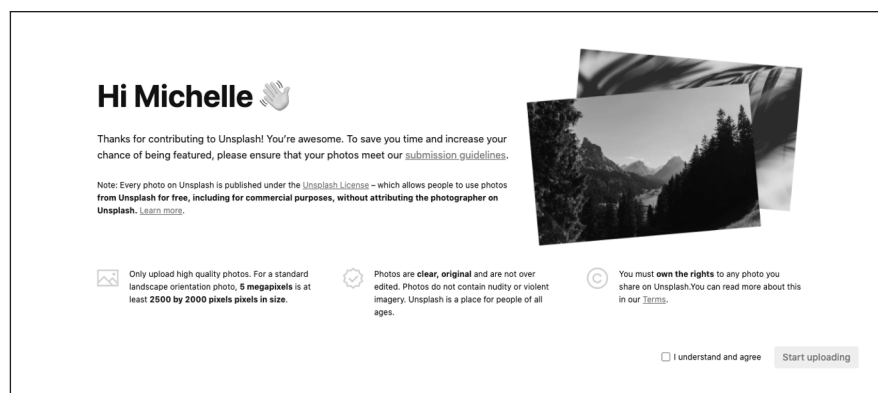 Hi Michelle 👋
Thanks for contributing to Unsplash! You're awesome. To save you time and increase your
chance of being featured, please ensure that your photos meet our submission guidelines.
Note: Every photo on Unsplash is published under the Unsplash License – which allows people to use photos
from Unsplash for free, including for commercial purposes, without attributing the photographer on
Unsplash. Learn more.
Only upload high quality photos. For a standard
landscape orientation photo, 5 megapixels is at
least 2500 by 2000 pixels pixels in size.
Photos are clear, original and are not over
edited. Photos do not contain nudity or violent
imagery. Unsplash is a place for people of all
ages.
You must own the rights to any photo you
share on Unsplash.You can read more about this
in our Terms.
I understand and agree
Start uploading